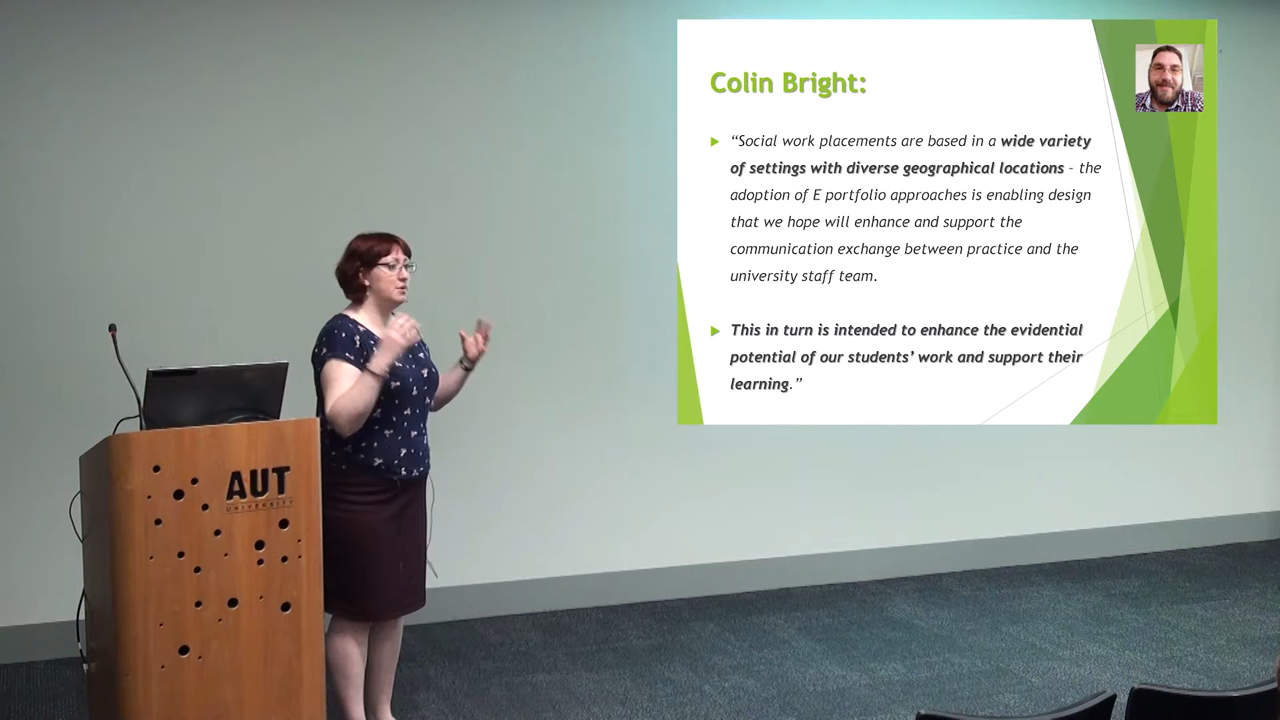 Colin Bright:
“Social work placements are based in a wide variety
of settings with diverse geographical locations – the
adoption of E portfolio approaches is enabling design
that we hope will enhance and support the
communication exchange between practice and the
university staff team.
This in turn is intended to enhance the evidential
potential of our students’ work and support their
learning.”
AUT
UNIVERSITY